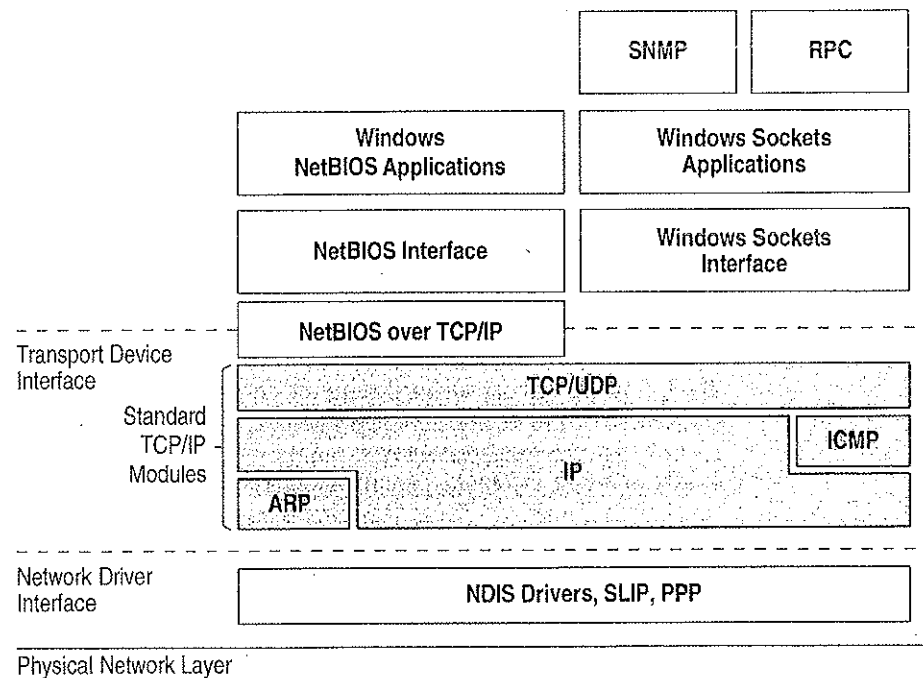 SNMP
RPC
Windows
NetBIOS Applications
Windows Sockets
Applications
NetBIOS Interface
Windows Sockets
Interface
NetBIOS over TCP/IP
Transport Device
Interface
TCP/UDP
Standard
TCP/IP
Modules
ICMP
IP
ARP
Network Driver
Interface
NDIS Drivers, SLIP, PPP
Physical Network Layer